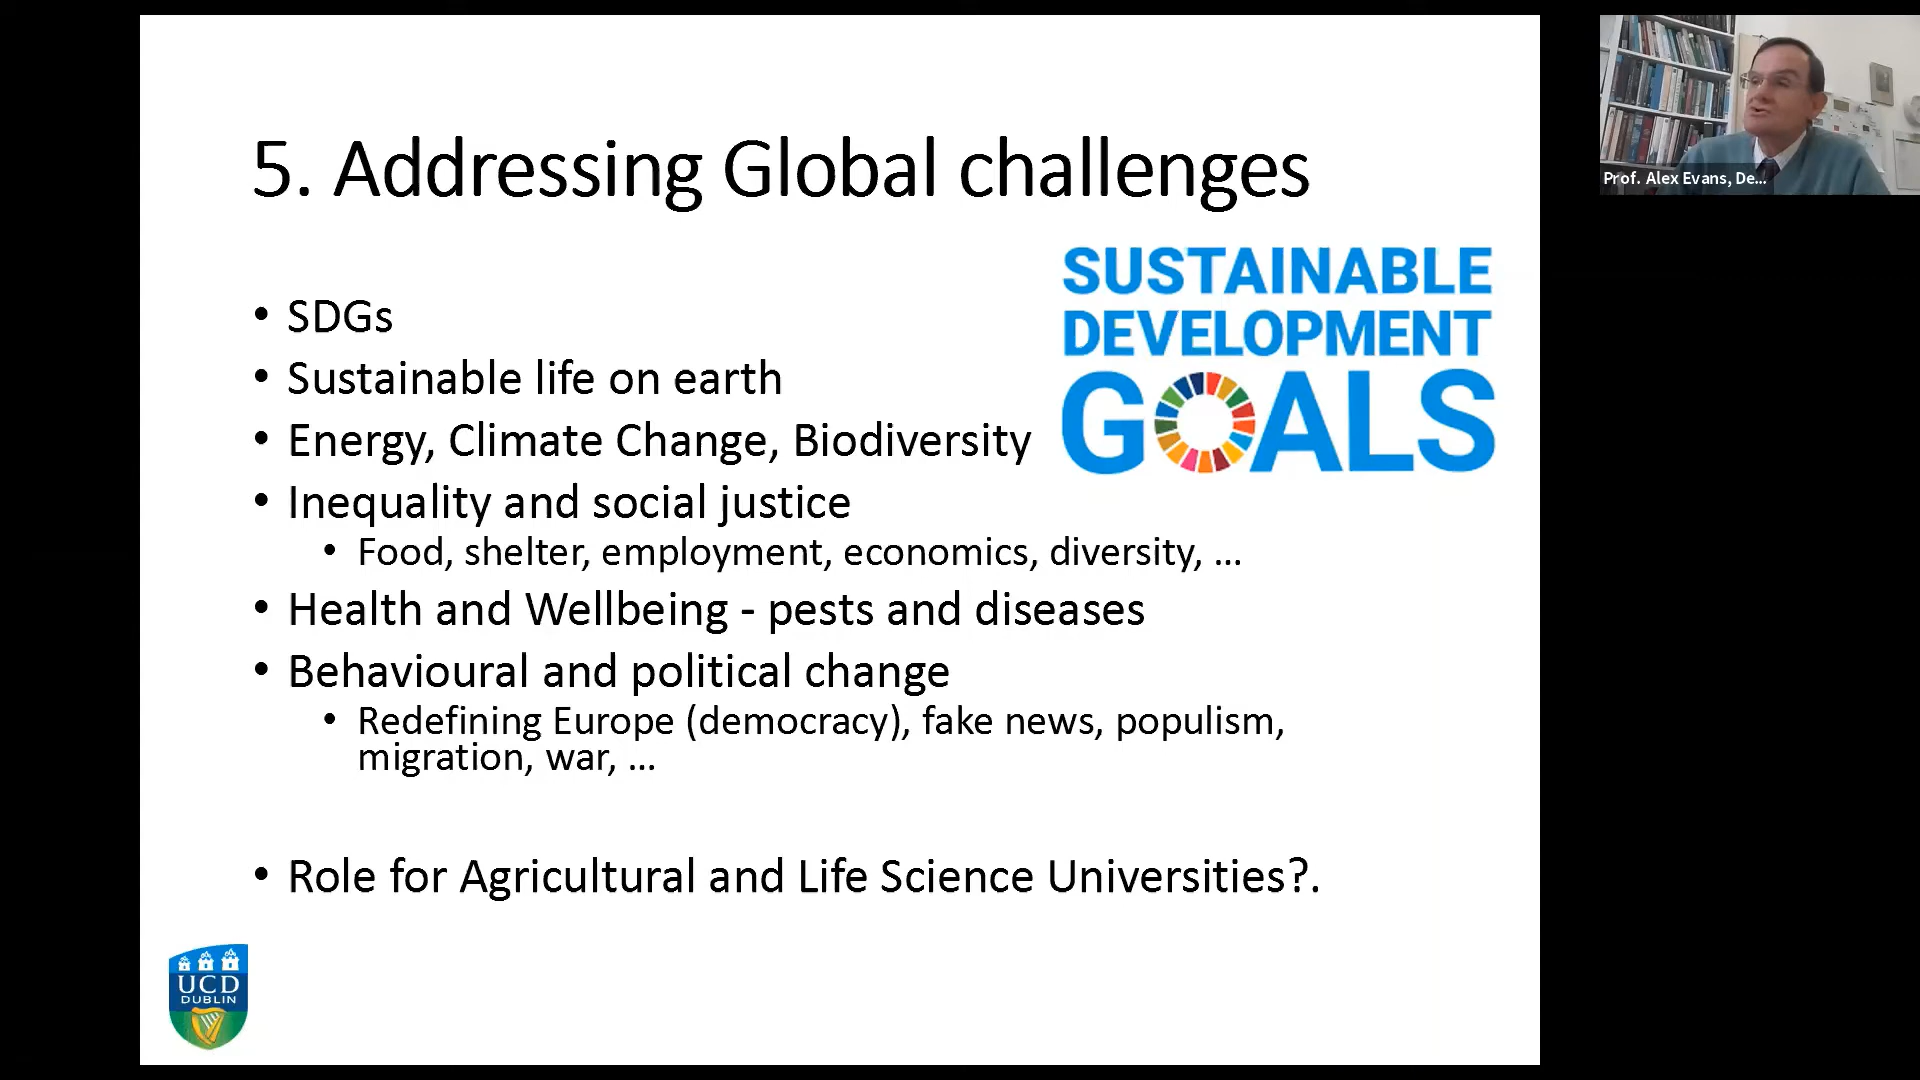 5. Addressing Global challenges
SUSTAINABLE
DEVELOPMENT
GOALS
• SDGs
• Sustainable life on earth
• Energy, Climate Change, Biodiversity
• Inequality and social justice
• Food, shelter, employment, economics, diversity, ...
• Health and Wellbeing - pests and diseases
• Behavioural and political change
• Redefining Europe (democracy), fake news, populism,
migration, war, ...
• Role for Agricultural and Life Science Universities?.
UCD
DUBLIN
Prof. Alex Evans, De...